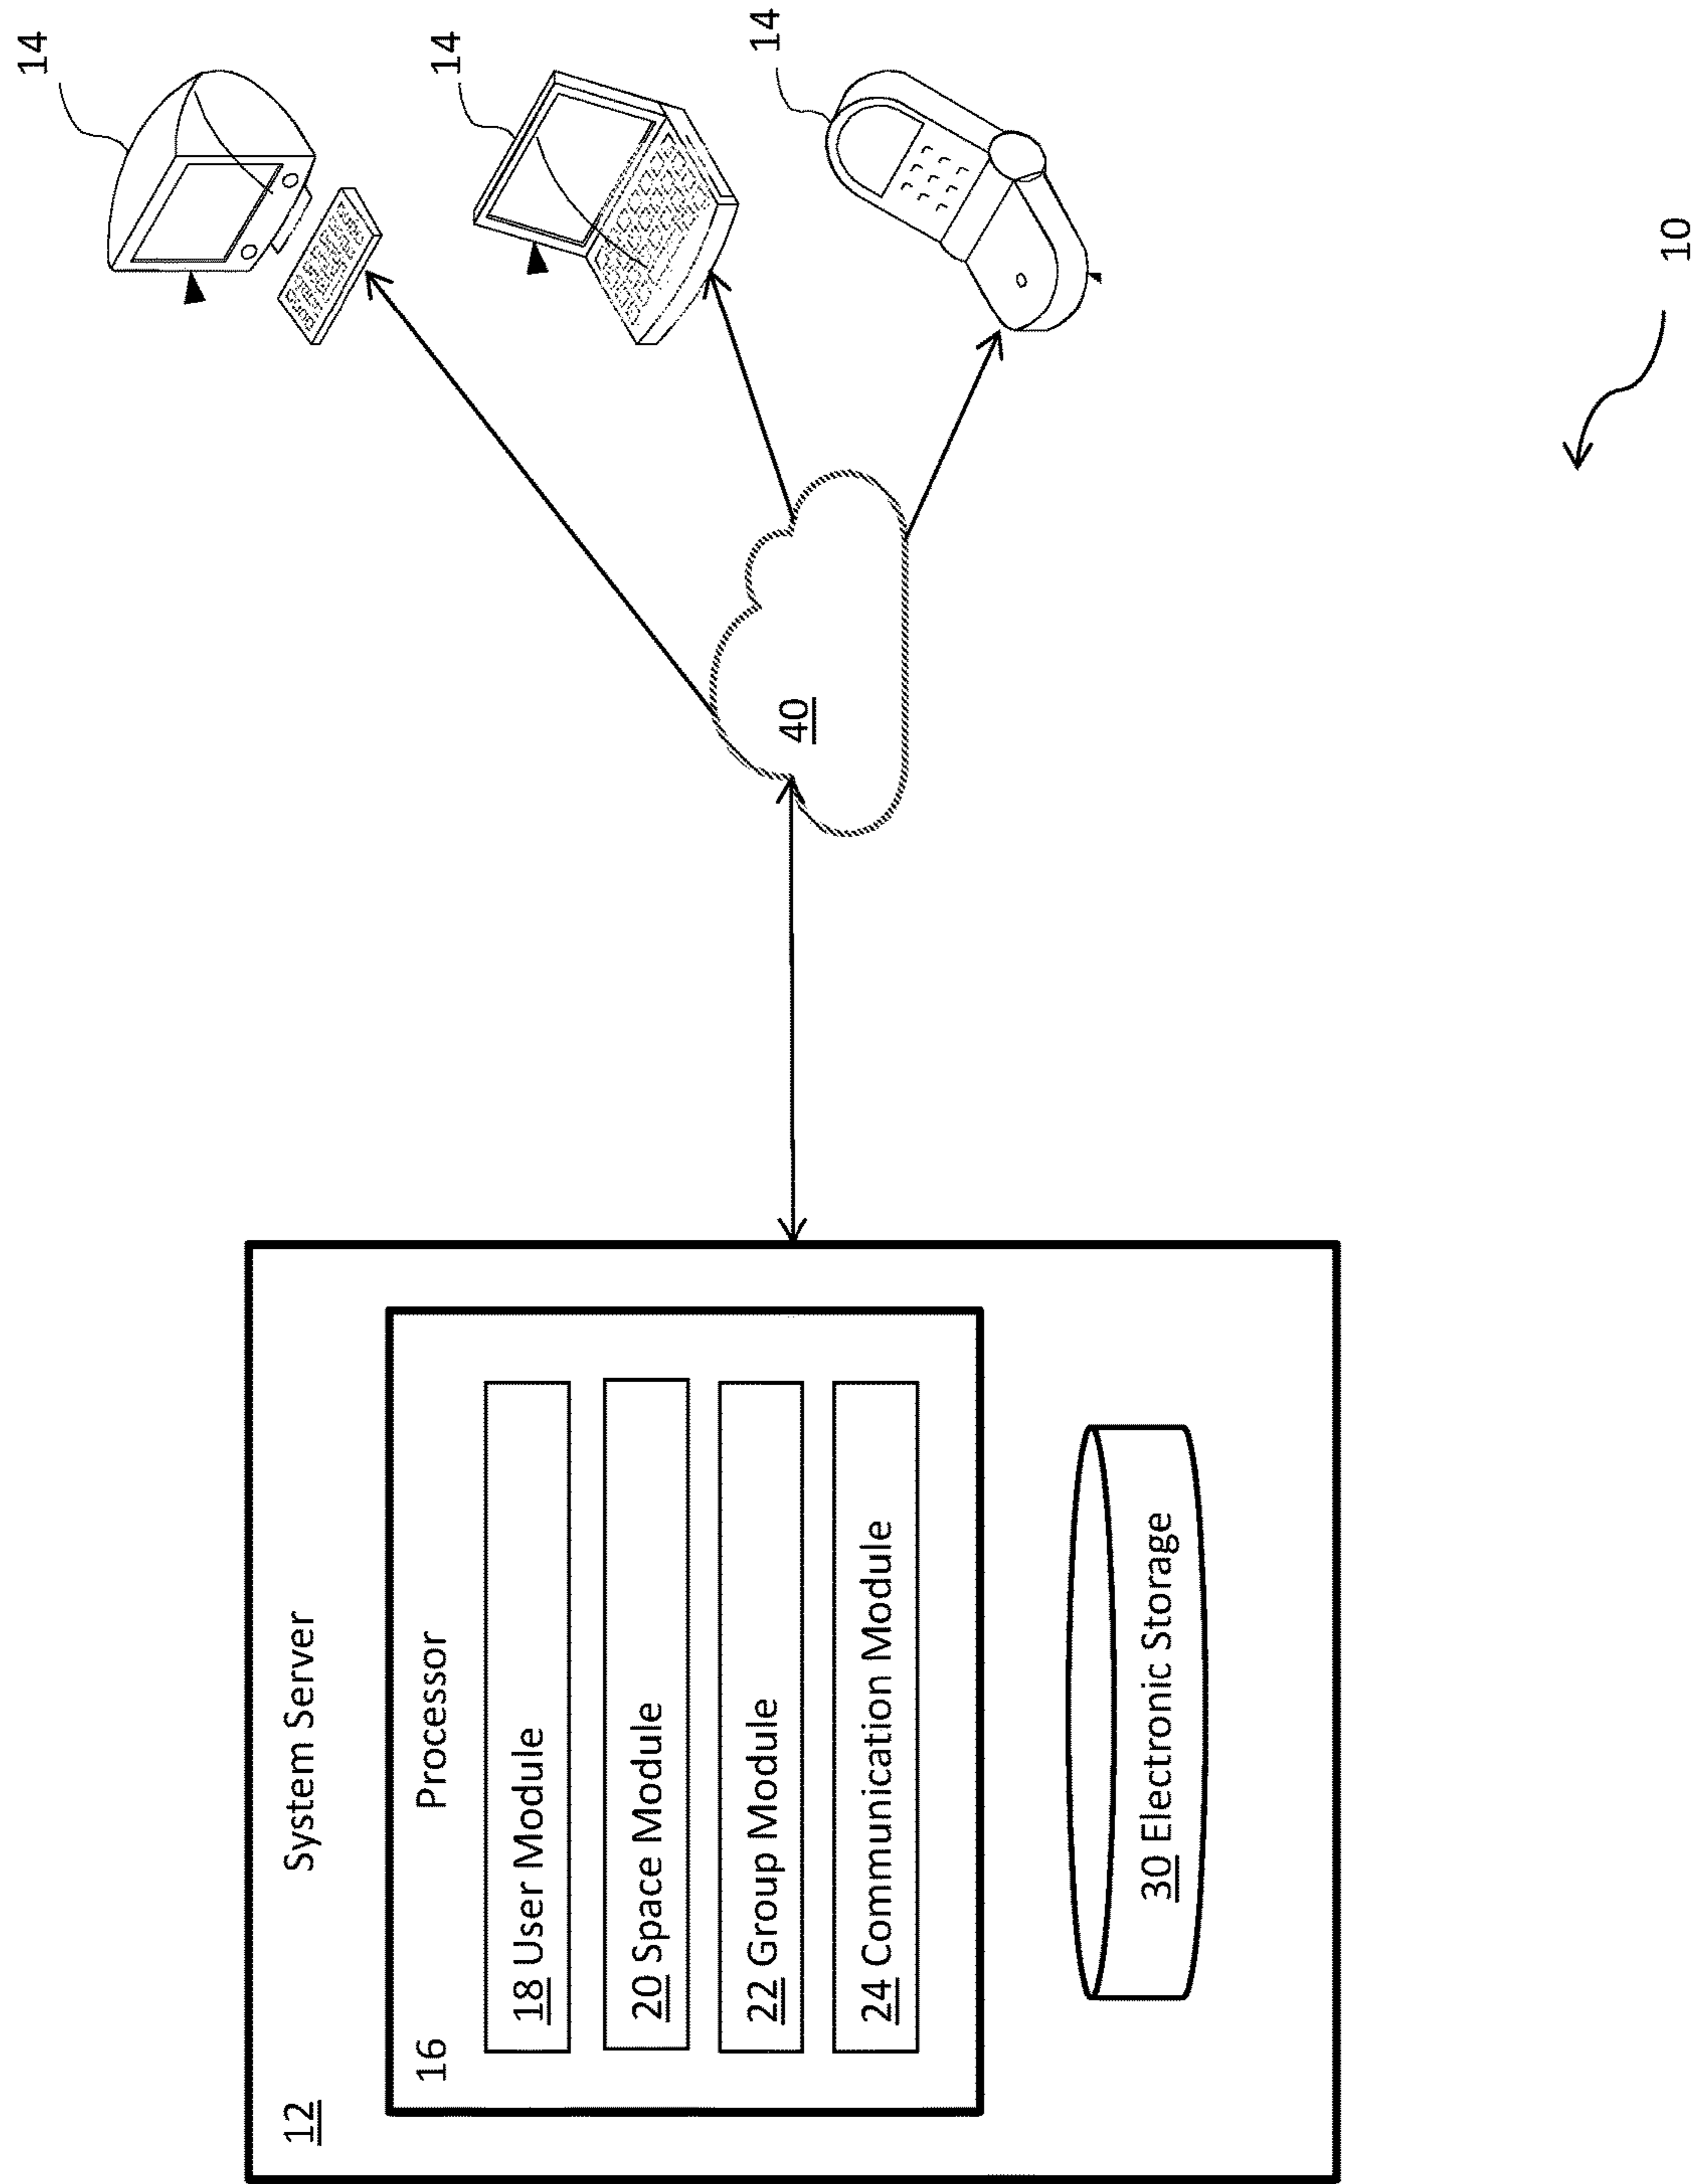 12
System Server
16
Processor
18 User Module
20 Space Module
22 Group Module
24 Communication Module
30 Electronic Storage
40
14
14
14
10